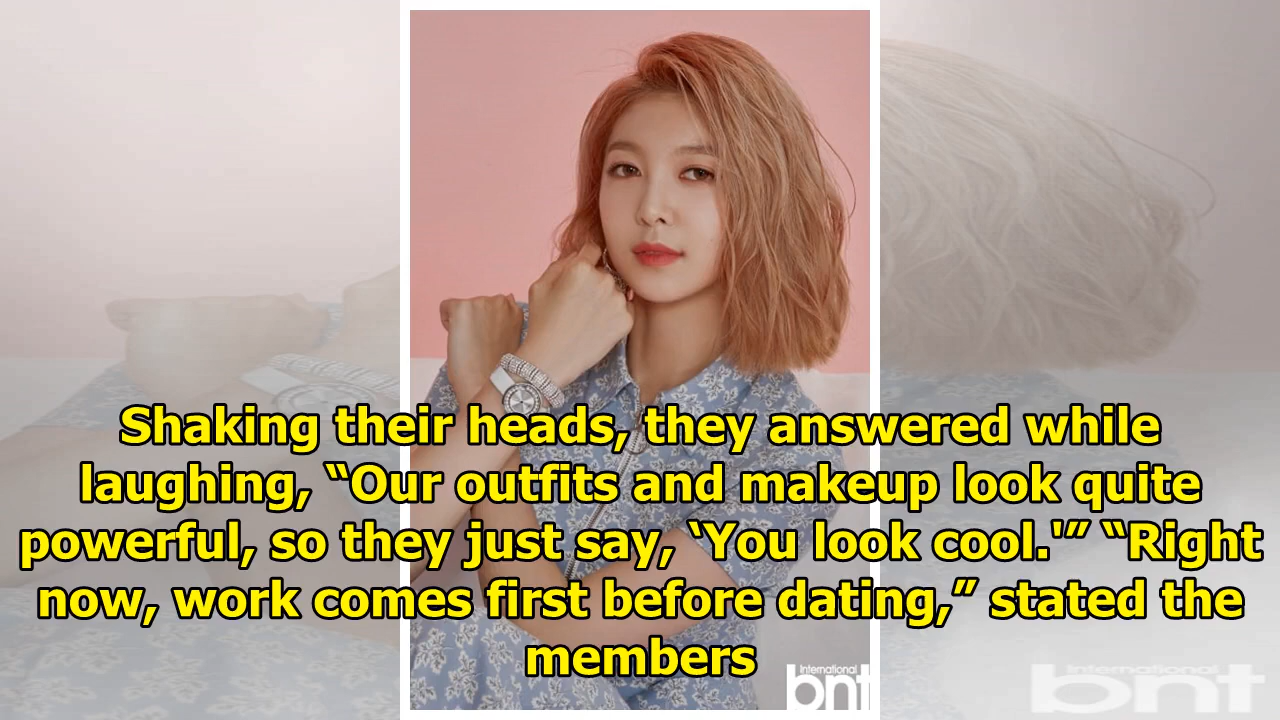 Shaking their heads, they answered while
laughing, “Our outfits and makeup look quite
powerful, so they just say, ‘You look cool.'” “Right
now, work comes first before dating,” stated the
members
International
bnt
International
bnt